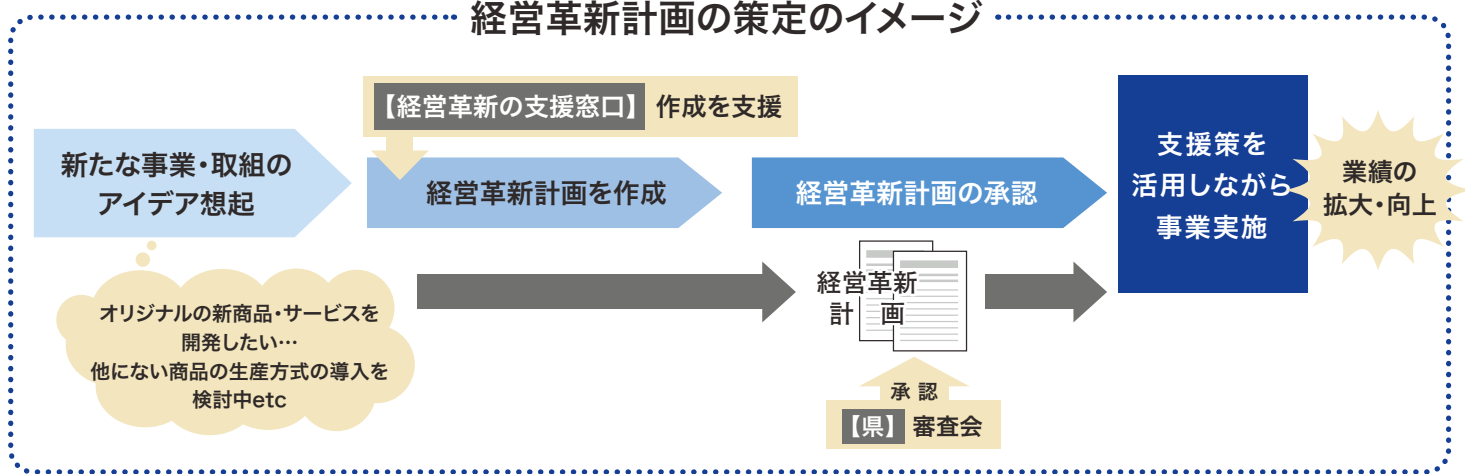 経営革新計画の策定のイメージ
【経営革新の支援窓口】 作成を支援
新たな事業・取組の
アイデア想起
経営革新計画を作成
経営革新計画の承認
支援策を
活用しながら
事業実施
業績の
拡大・向上
オリジナルの新商品・サービスを
開発したい…
他にない商品の生産方式の導入を
検討中etc
経営革新
計 画
承 認
【県】 審査会